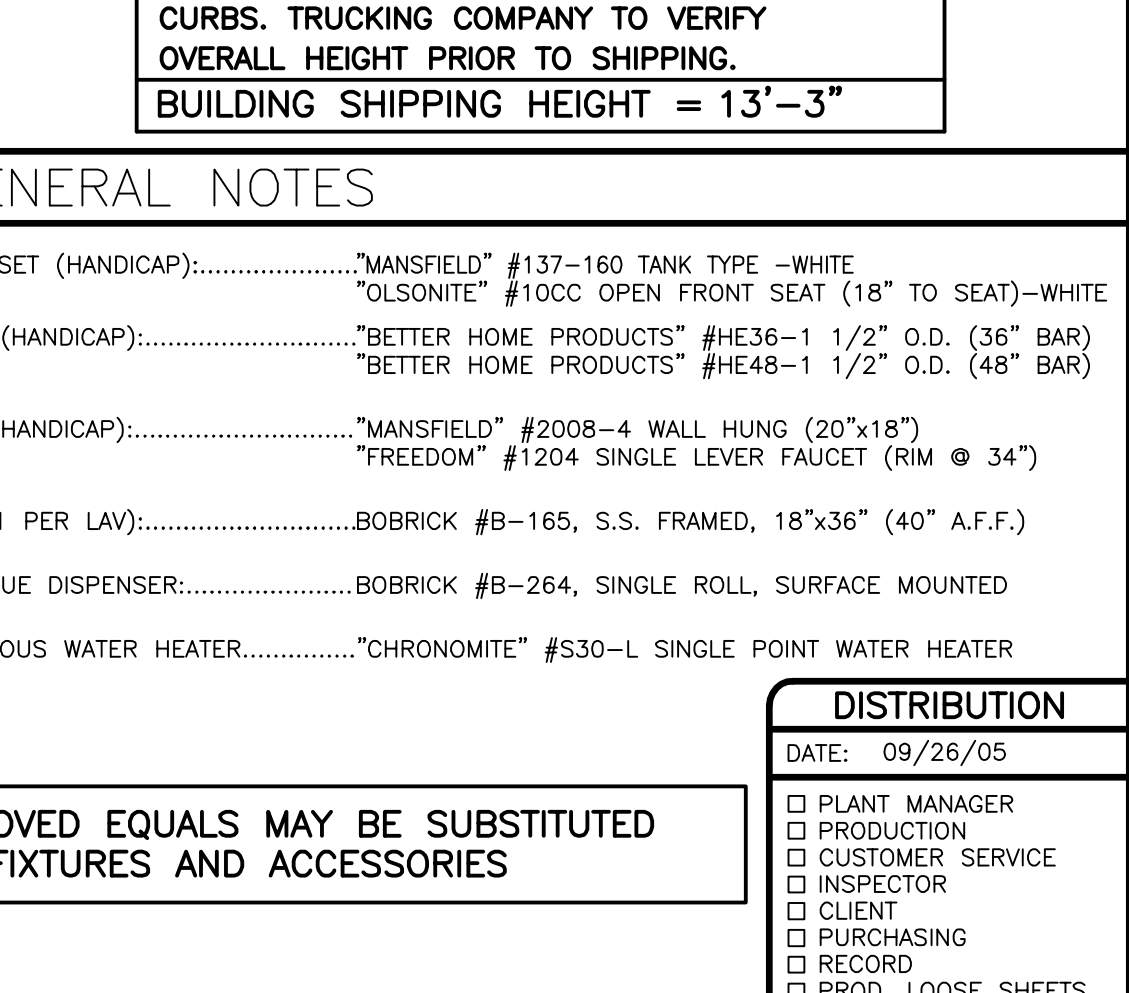 CURBS. TRUCKING COMPANY TO VERIFY
OVERALL HEIGHT PRIOR TO SHIPPING.
BUILDING SHIPPING HEIGHT = 13'-3"
ENERAL NOTES
SET (HANDICAP):....................."MANSFIELD" #137-160 TANK TYPE -WHITE
"OLSONITE" #10CC OPEN FRONT SEAT (18" TO SEAT)-WHITE
(HANDICAP):............................"BETTER HOME PRODUCTS" #HE36-1 1/2" O.D. (36" BAR)
"BETTER HOME PRODUCTS" #HE48-1 1/2" O.D. (48" BAR)
HANDICAP):............................."MANSFIELD" #2008-4 WALL HUNG (20"x18")
"FREEDOM" #1204 SINGLE LEVER FAUCET (RIM @ 34")
PER LAV):............................BOBRICK #B-165, S.S. FRAMED, 18"x36" (40" A.F.F.)
UE DISPENSER:......................BOBRICK #B-264, SINGLE ROLL, SURFACE MOUNTED
OUS WATER HEATER..............."CHRONOMITE" #S30-L SINGLE POINT WATER HEATER
DISTRIBUTION
DATE: 09/26/05
OVED EQUALS MAY BE SUBSTITUTED
FIXTURES AND ACCESSORIES
PLANT MANAGER
PRODUCTION
CUSTOMER SERVICE
INSPECTOR
CLIENT
PURCHASING
RECORD
PROD. LOOSE SHEETS